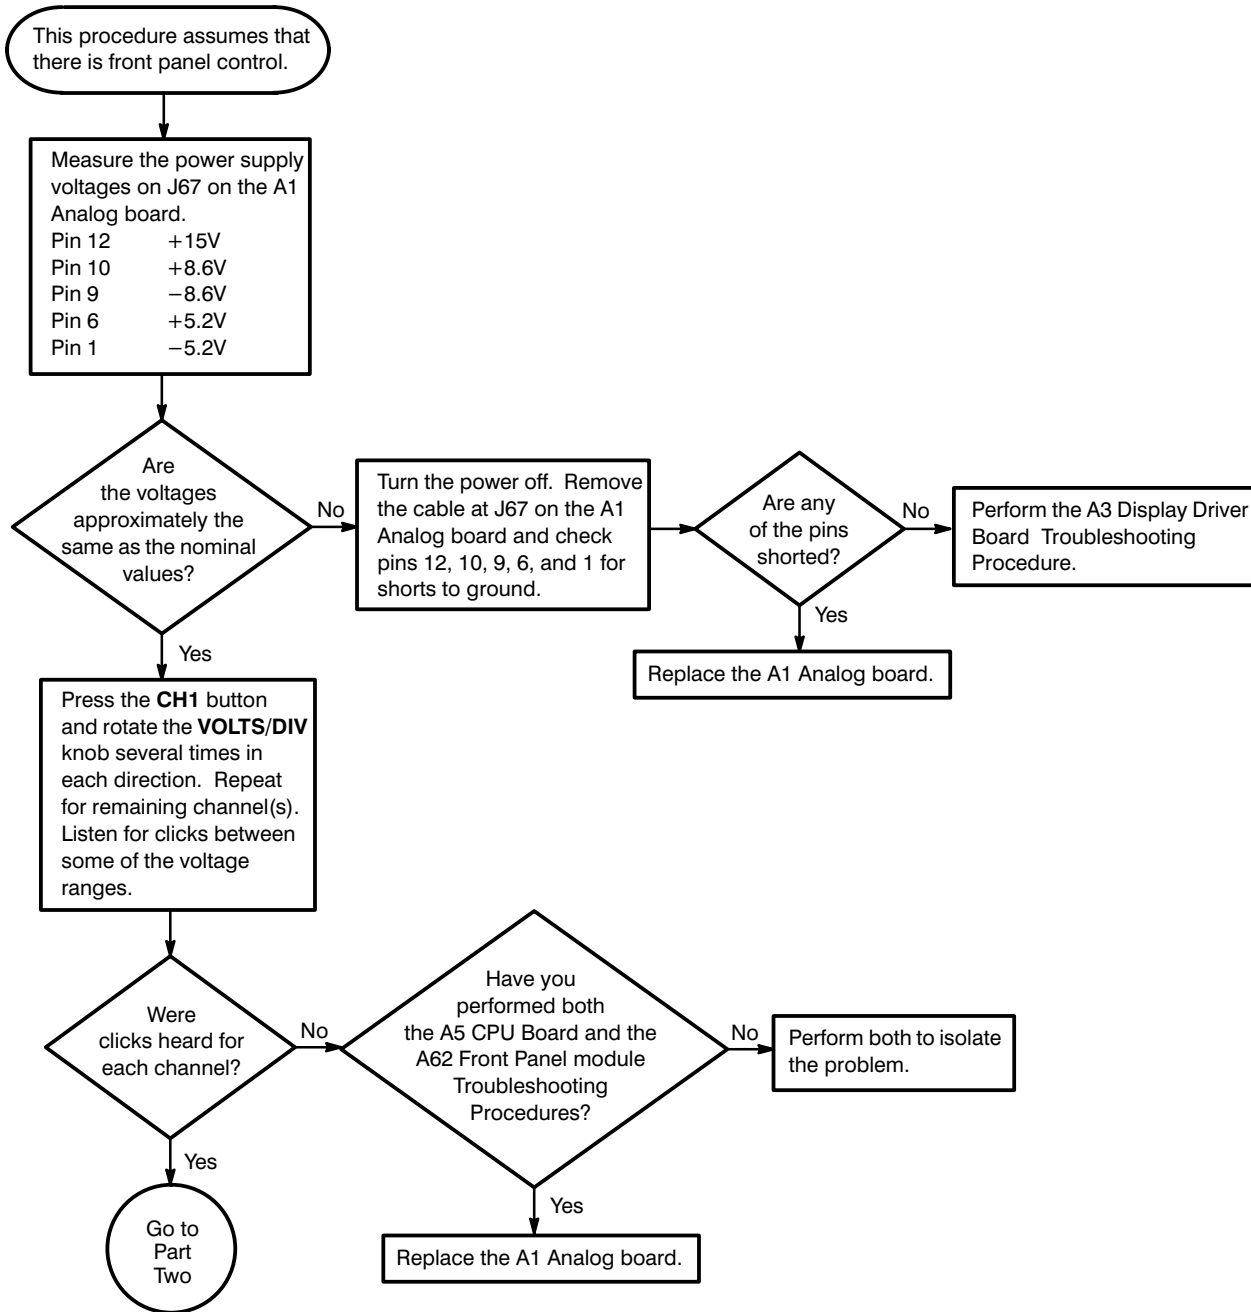 This procedure assumes that
there is front panel control.
Measure the power supply
voltages on J67 on the A1
Analog board.
Pin 12 +15V
Pin 10 +8.6V
Pin 9 −8.6V
Pin 6 +5.2V
Pin 1 −5.2V
Are
the voltages
approximately the
same as the nominal
values?
No
Turn the power off. Remove
the cable at J67 on the A1
Analog board and check
pins 12, 10, 9, 6, and 1 for
shorts to ground.
Are any
of the pins
shorted?
No
Perform the A3 Display Driver
Board Troubleshooting
Procedure.
Yes
Replace the A1 Analog board.
Yes
Press the CH1 button
and rotate the VOLTS/DIV
knob several times in
each direction. Repeat
for remaining channel(s).
Listen for clicks between
some of the voltage
ranges.
Were
clicks heard for
each channel?
No
Have you
performed both
the A5 CPU Board and the
A62 Front Panel module
Troubleshooting
Procedures?
No
Perform both to isolate
the problem.
Yes
Replace the A1 Analog board.
Yes
Go to
Part
Two